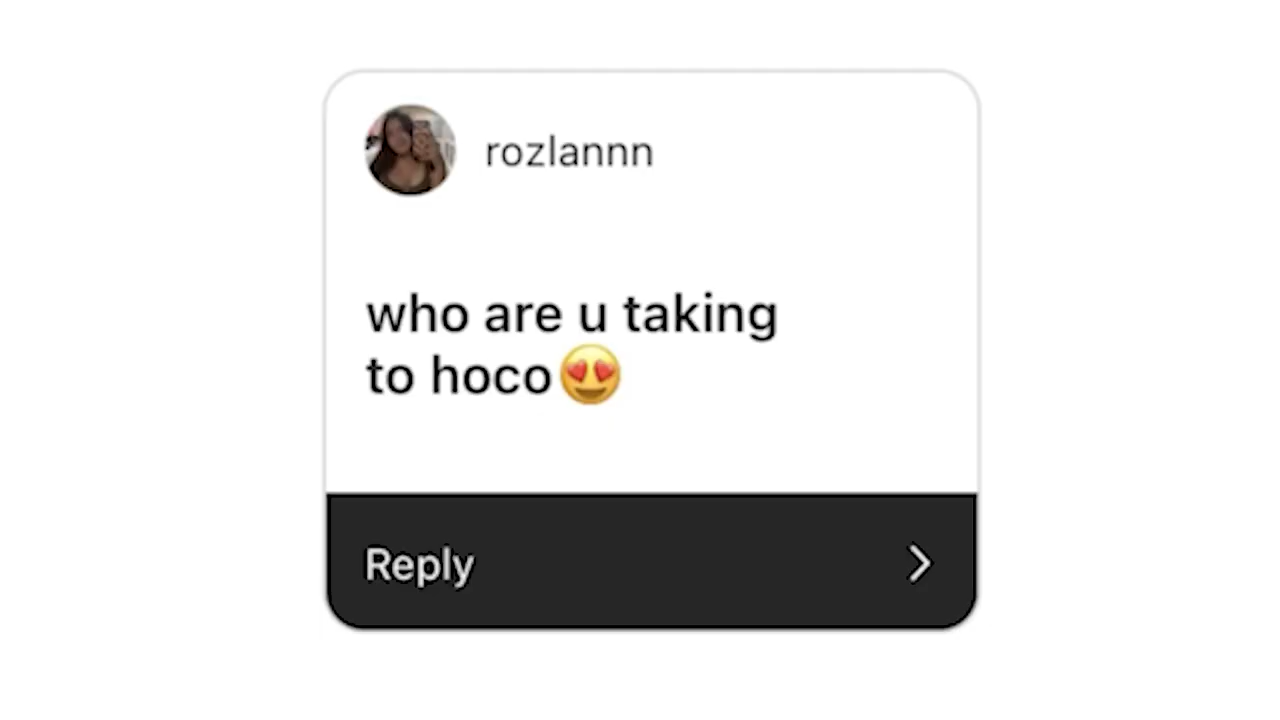 rozlannn
who are u taking
to hoco😍
Reply